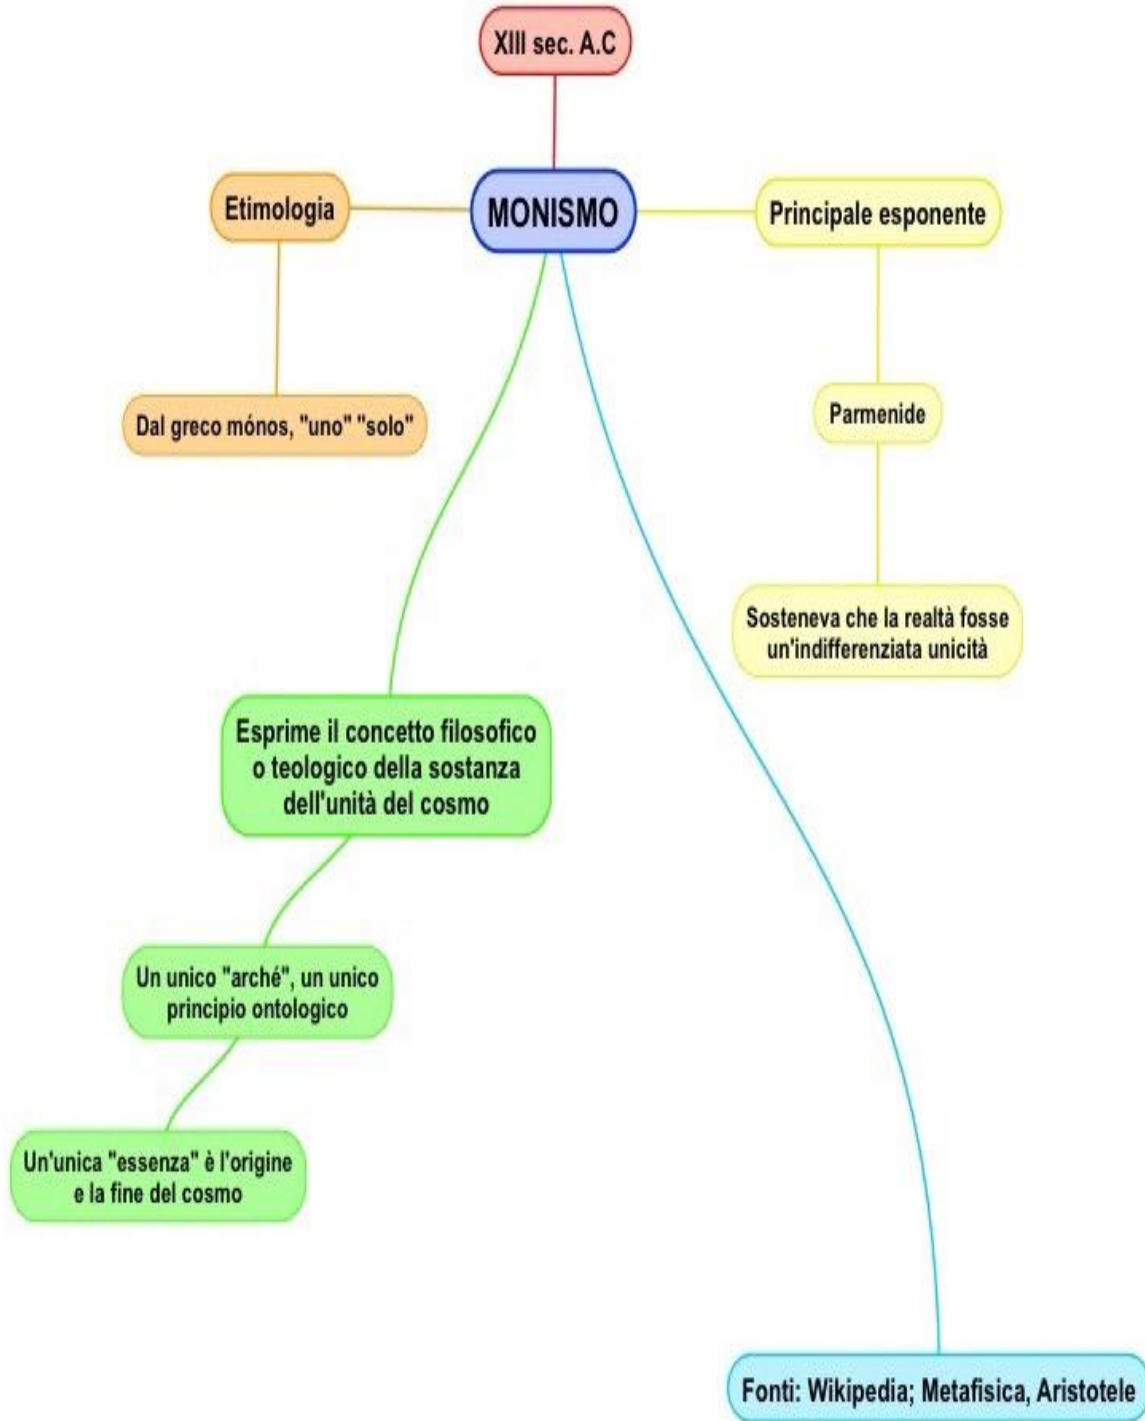 XIII sec. A.C
Etimologia
MONISMO
Principale esponente
Dal greco mónos, "uno" "solo"
Parmenide
Sosteneva che la realtà fosse
un'indifferenziata unicità
Esprime il concetto filosofico
o teologico della sostanza
dell'unità del cosmo
Un unico "arché", un unico
principio ontologico
Un'unica "essenza" è l'origine
e la fine del cosmo
Fonti: Wikipedia; Metafisica, Aristotele